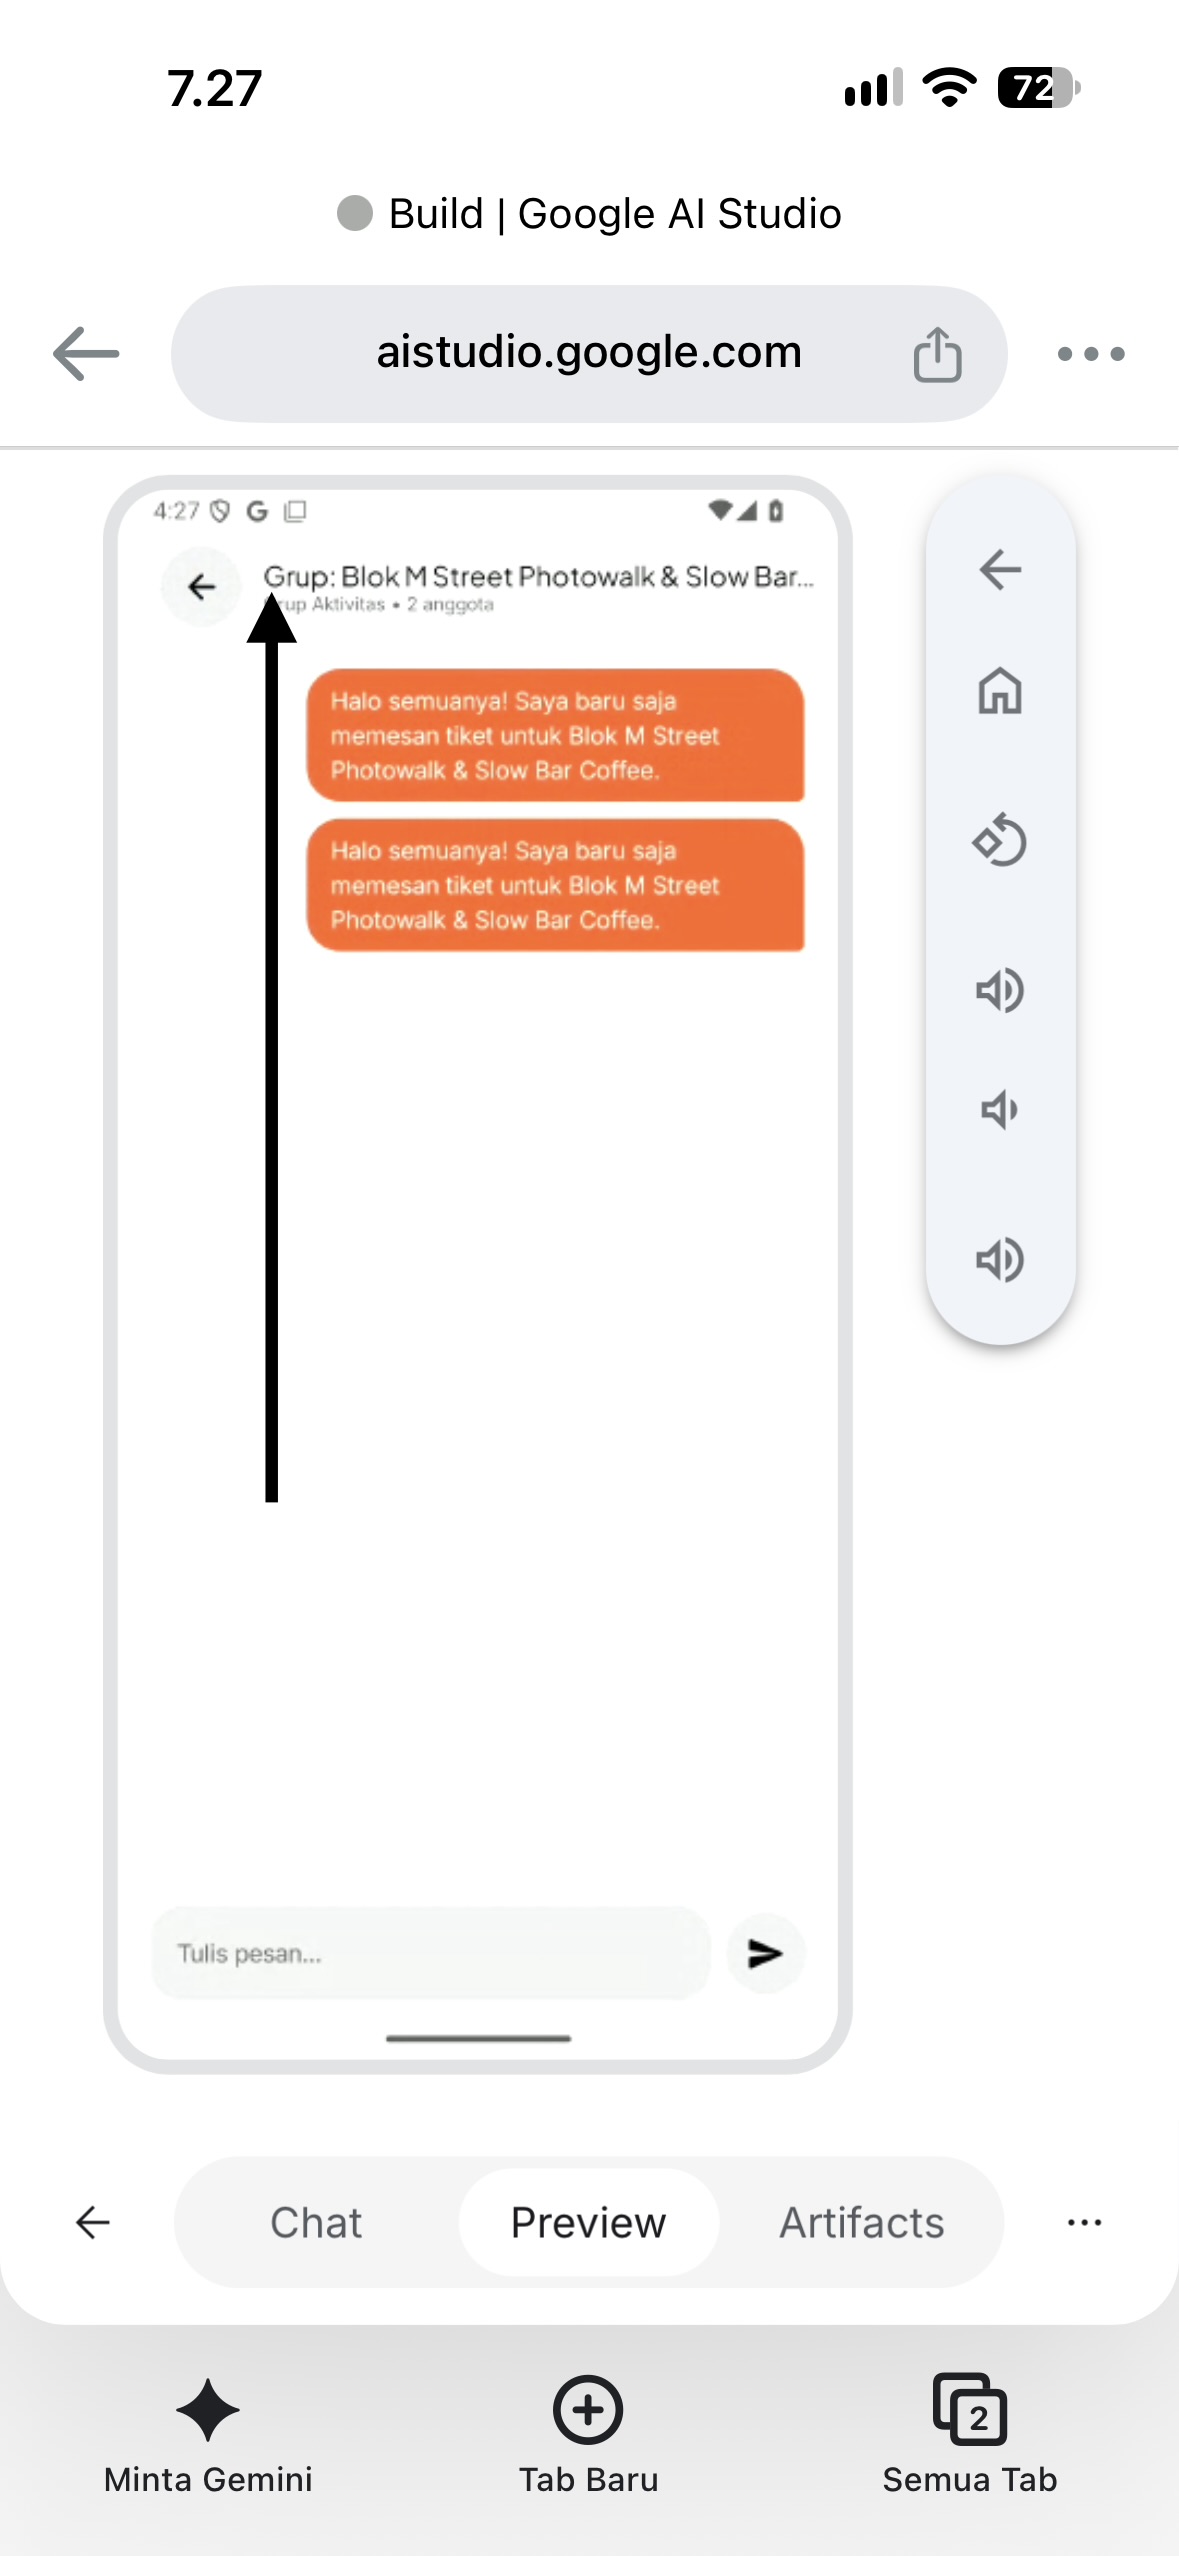 7.27
72
Build | Google AI Studio
aistudio.google.com
4:27 G
Grup: Blok M Street Photowalk & Slow Bar...
Aktivitas • 2 anggota
Halo semuanya! Saya baru saja
memesan tiket untuk Blok M Street
Photowalk & Slow Bar Coffee.
Halo semuanya! Saya baru saja
memesan tiket untuk Blok M Street
Photowalk & Slow Bar Coffee.
Tulis pesan...
Chat
Preview
Artifacts
Minta Gemini
Tab Baru
2
Semua Tab